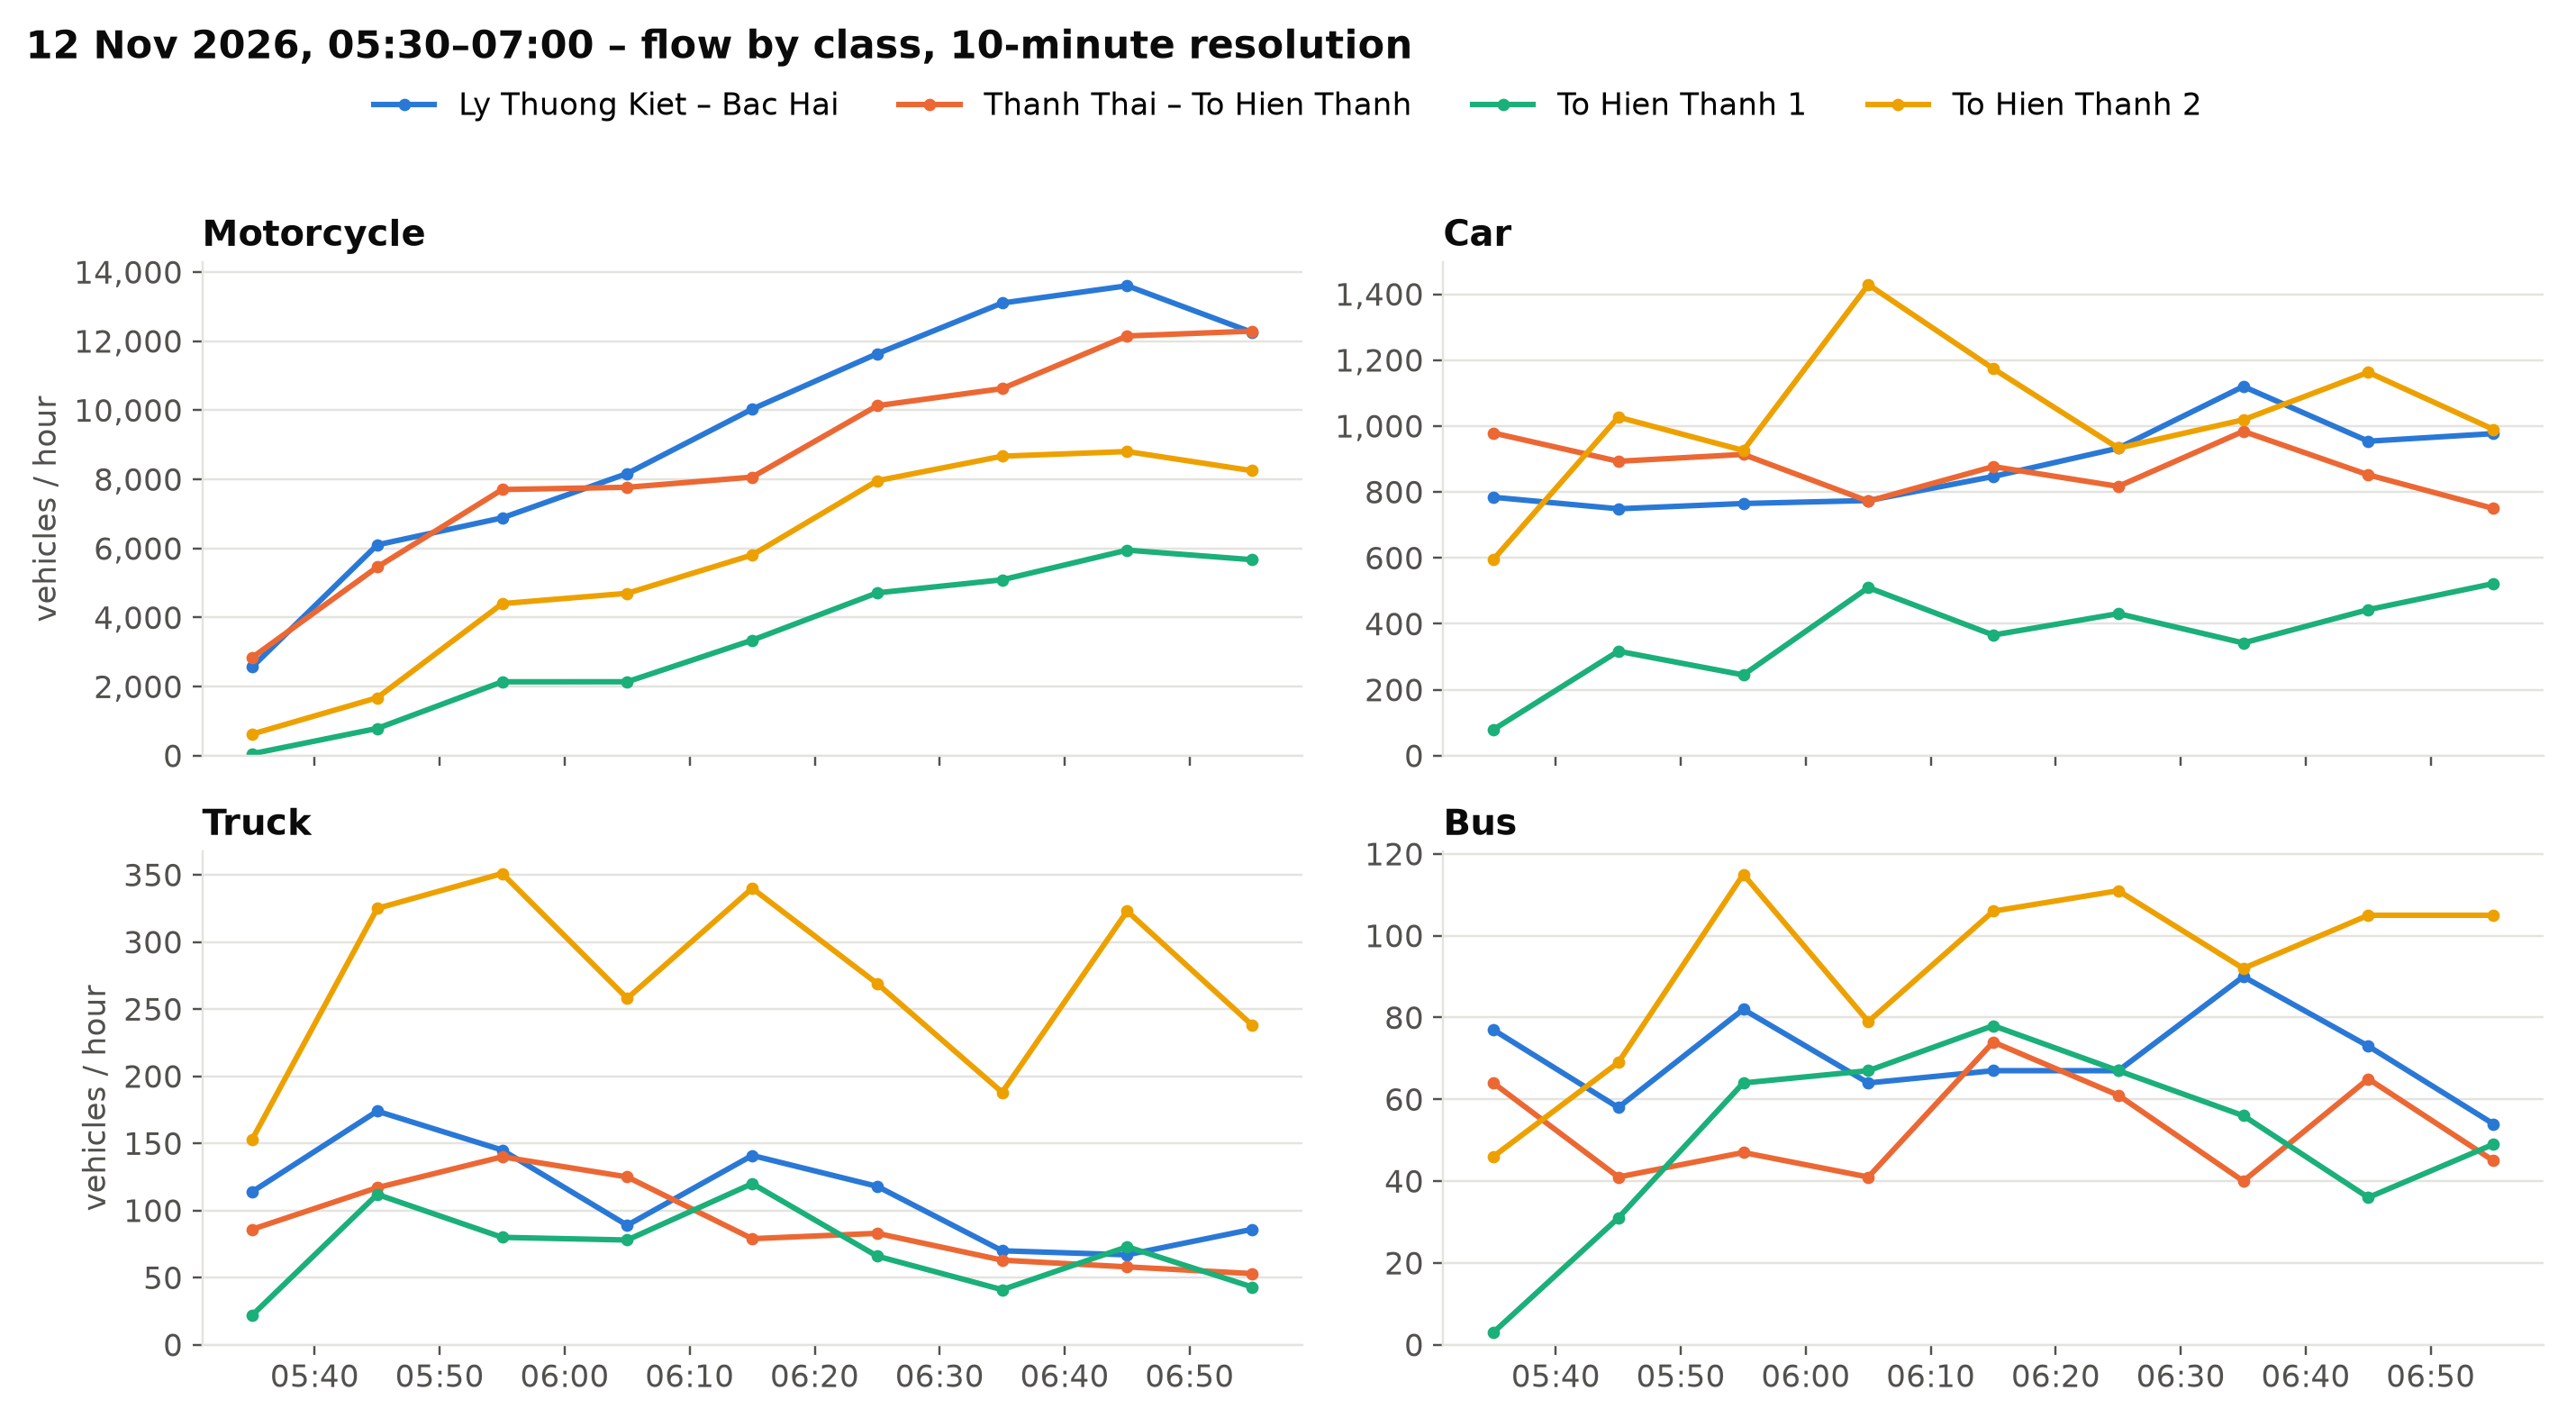 12 Nov 2026, 05:30–07:00 – flow by class, 10-minute resolution
Ly Thuong Kiet – Bac Hai
Thanh Thai – To Hien Thanh
To Hien Thanh 1
To Hien Thanh 2
Motorcycle
vehicles / hour
14,000
12,000
10,000
8,000
6,000
4,000
2,000
0
Car
1,400
1,200
1,000
800
600
400
200
0
Truck
vehicles / hour
350
300
250
200
150
100
50
0
05:40 05:50 06:00 06:10 06:20 06:30 06:40 06:50
Bus
120
100
80
60
40
20
0
05:40 05:50 06:00 06:10 06:20 06:30 06:40 06:50